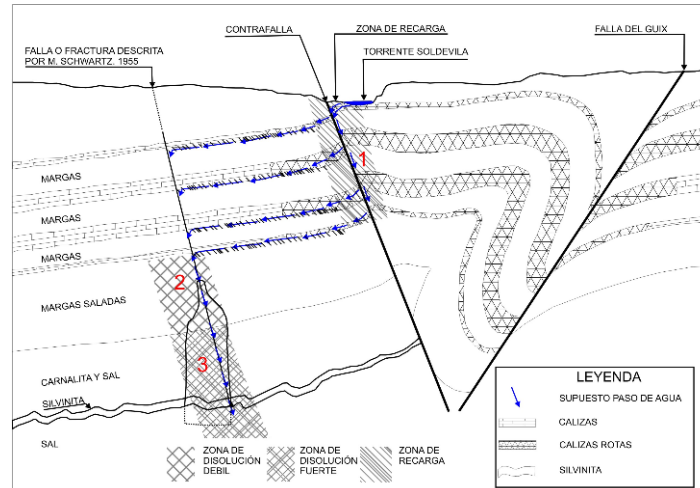 CONTRAFALLA
ZONA DE RECARGA
TORRENTE SOLDEVILA
FALLA DEL GUIX
FALLA O FRACTURA DESCRITA
POR M. SCHWARTZ. 1955
1
MARGAS
MARGAS
MARGAS
MARGAS
2
MARGAS SALADAS
3
CARNALITA Y SAL
SILVINITA
SAL
ZONA DE
DISOLUCIÓN
DEBIL
ZONA DE
DISOLUCIÓN
FUERTE
ZONA DE
RECARGA
LEYENDA
SUPUESTO PASO DE AGUA
CALIZAS
CALIZAS ROTAS
SILVINITA